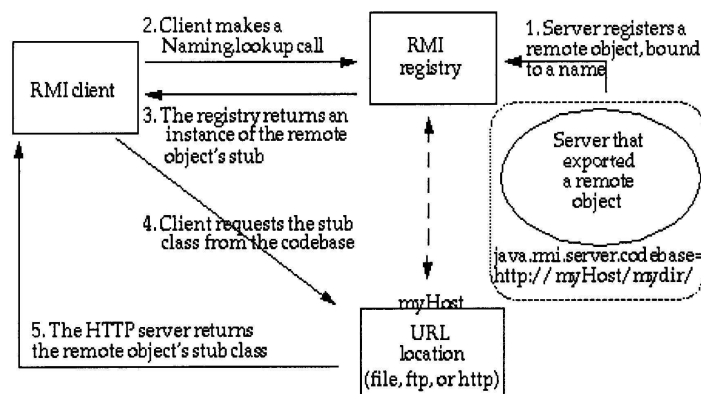 2. Client makes a
Naming.lookup call
RMI
registry
1. Server registers a
remote object, bound
to a name
RMI client
3. The registry returns an
instance of the remote
object's stub
Server that
exported
a remote
object
4. Client requests the stub
class from the codebase
java.rmi.server.codebase=
http://myHost/mydir/
myHost
5. The HTTP server returns
the remote object's stub class
URL
location
(file, ftp, or http)